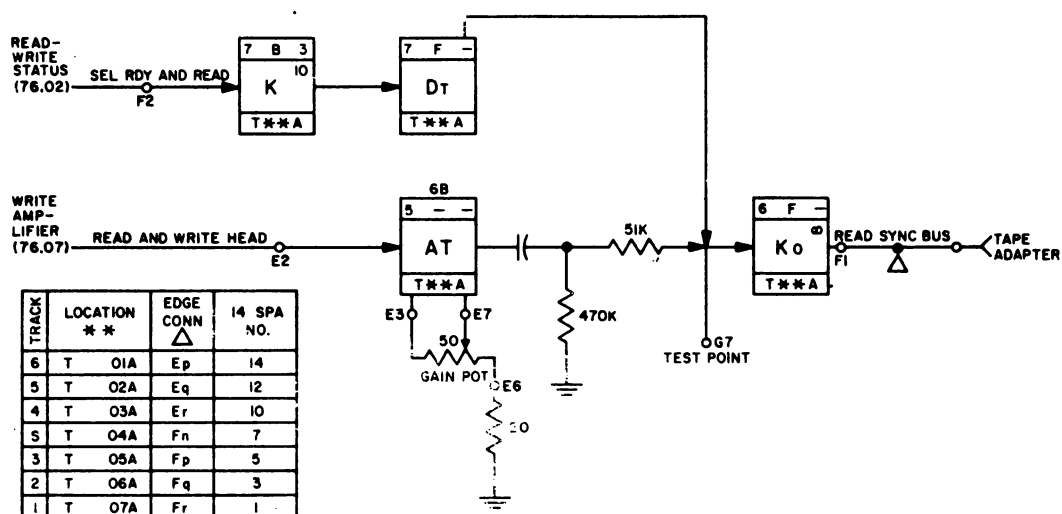 READ-
WRITE
STATUS
(76.02)
SEL RDY AND READ
F2
7 B 3
10
K
T**A
7 F –
DT
T**A
WRITE
AMP-
LIFIER
(76.07)
READ AND WRITE HEAD
E2
6B
5 – –
AT
T**A
E3
E7
50
GAIN POT
E6
51K
470K
G7
TEST POINT
6 F –
8
Ko
T**A
F1
READ SYNC BUS
TAPE
ADAPTER
TRACK LOCATION ** EDGE CONN △ 14 SPA NO.
6 T 01A Ep 14
5 T 02A Eq 12
4 T 03A Er 10
S T 04A Fn 7
3 T 05A Fp 5
2 T 06A Fq 3
1 T 07A Fr 1